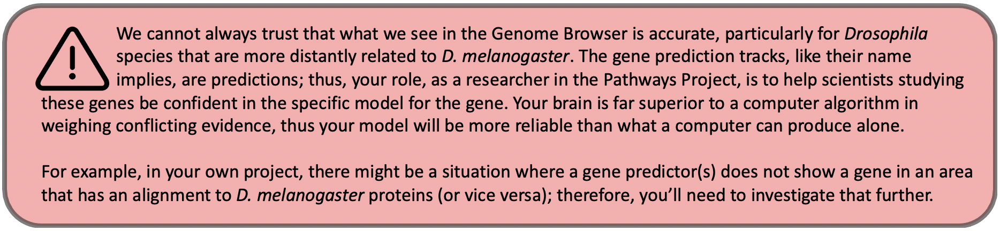 We cannot always trust that what we see in the Genome Browser is accurate, particularly for Drosophila
species that are more distantly related to D. melanogaster. The gene prediction tracks, like their name
implies, are predictions; thus, your role, as a researcher in the Pathways Project, is to help scientists studying
these genes be confident in the specific model for the gene. Your brain is far superior to a computer algorithm in
weighing conflicting evidence, thus your model will be more reliable than what a computer can produce alone.
For example, in your own project, there might be a situation where a gene predictor(s) does not show a gene in an area
that has an alignment to D. melanogaster proteins (or vice versa); therefore, you’ll need to investigate that further.